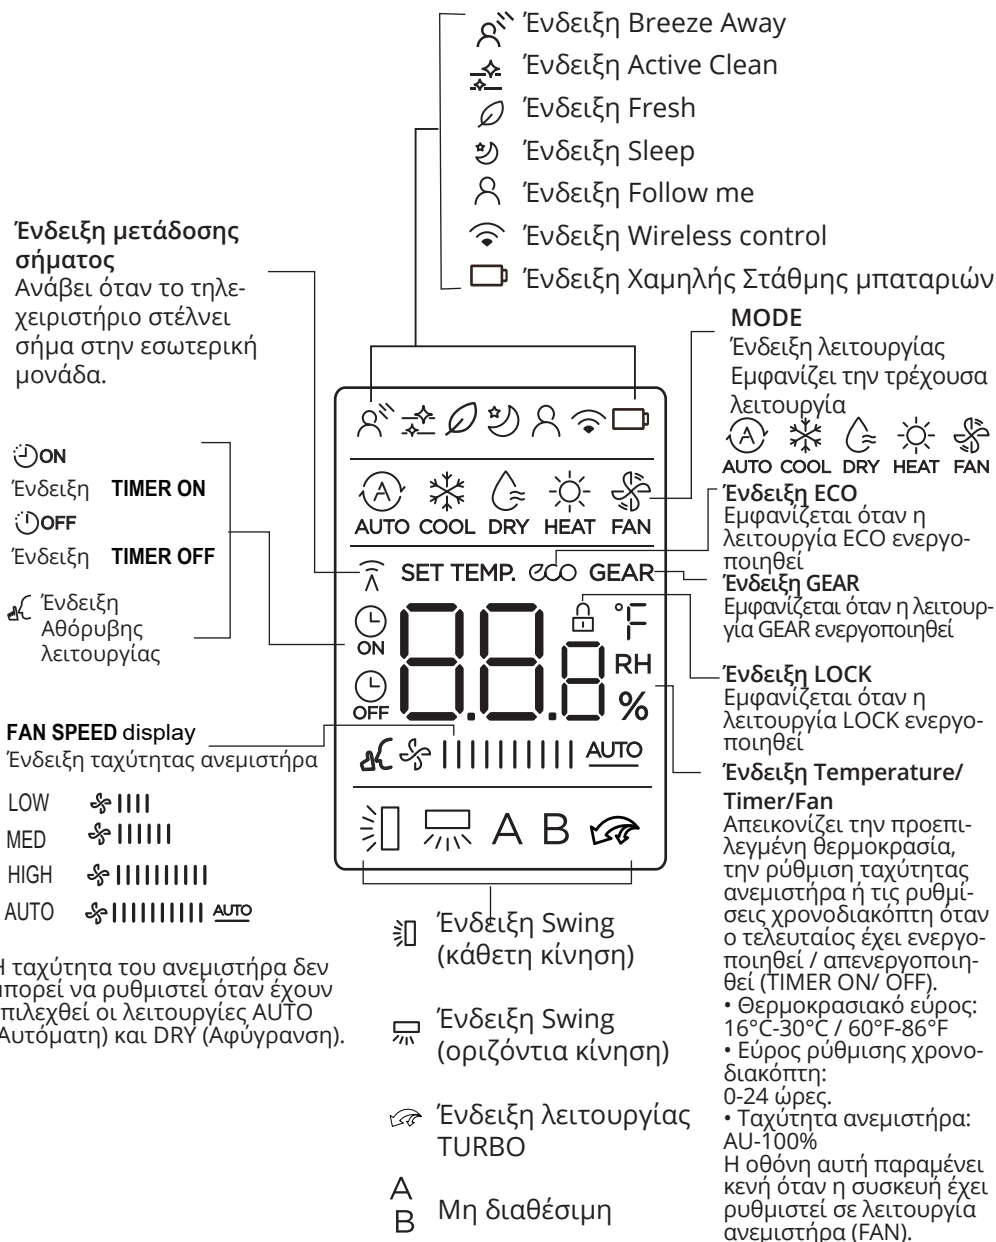 Ένδειξη Breeze Away
Ένδειξη Active Clean
Ένδειξη Fresh
Ένδειξη Sleep
Ένδειξη Follow me
Ένδειξη Wireless control
Ένδειξη Χαμηλής Στάθμης μπαταριών
Ένδειξη μετάδοσης
σήματος
Ανάβει όταν το τηλε-
χειριστήριο στέλνει
σήμα στην εσωτερική
μονάδα.
ON
Ένδειξη TIMER ON
OFF
Ένδειξη TIMER OFF
Ένδειξη
Αθόρυβης
λειτουργίας
FAN SPEED display
Ένδειξη ταχύτητας ανεμιστήρα
LOW
MED
HIGH
AUTO AUTO
Η ταχύτητα του ανεμιστήρα δεν
μπορεί να ρυθμιστεί όταν έχουν
επιλεχθεί οι λειτουργίες AUTO
(Αυτόματη) και DRY (Αφύγρανση).
A
AUTO COOL DRY HEAT FAN
SET TEMP. eco GEAR
ON
OFF
88.8
°F
RH
%
AUTO
A B
Ένδειξη Swing
(κάθετη κίνηση)
Ένδειξη Swing
(οριζόντια κίνηση)
Ένδειξη λειτουργίας
TURBO
A
B
Μη διαθέσιμη
MODE
Ένδειξη λειτουργίας
Εμφανίζει την τρέχουσα
λειτουργία
A
AUTO COOL DRY HEAT FAN
Ένδειξη ECO
Εμφανίζεται όταν η
λειτουργία ECO ενεργο-
ποιηθεί
Ένδειξη GEAR
Εμφανίζεται όταν η λειτουρ-
γία GEAR ενεργοποιηθεί
Ένδειξη LOCK
Εμφανίζεται όταν η
λειτουργία LOCK ενεργο-
ποιηθεί
Ένδειξη Temperature/
Timer/Fan
Απεικονίζει την προεπι-
λεγμένη θερμοκρασία,
την ρύθμιση ταχύτητας
ανεμιστήρα ή τις ρυθμί-
σεις χρονοδιακόπτη όταν
ο τελευταίος έχει ενεργο-
ποιηθεί / απενεργοποιη-
θεί (TIMER ON/ OFF).
• Θερμοκρασιακό εύρος:
16°C-30°C / 60°F-86°F
• Εύρος ρύθμισης χρονο-
διακόπτη:
0-24 ώρες.
• Ταχύτητα ανεμιστήρα:
AU-100%
Η οθόνη αυτή παραμένει
κενή όταν η συσκευή έχει
ρυθμιστεί σε λειτουργία
ανεμιστήρα (FAN).